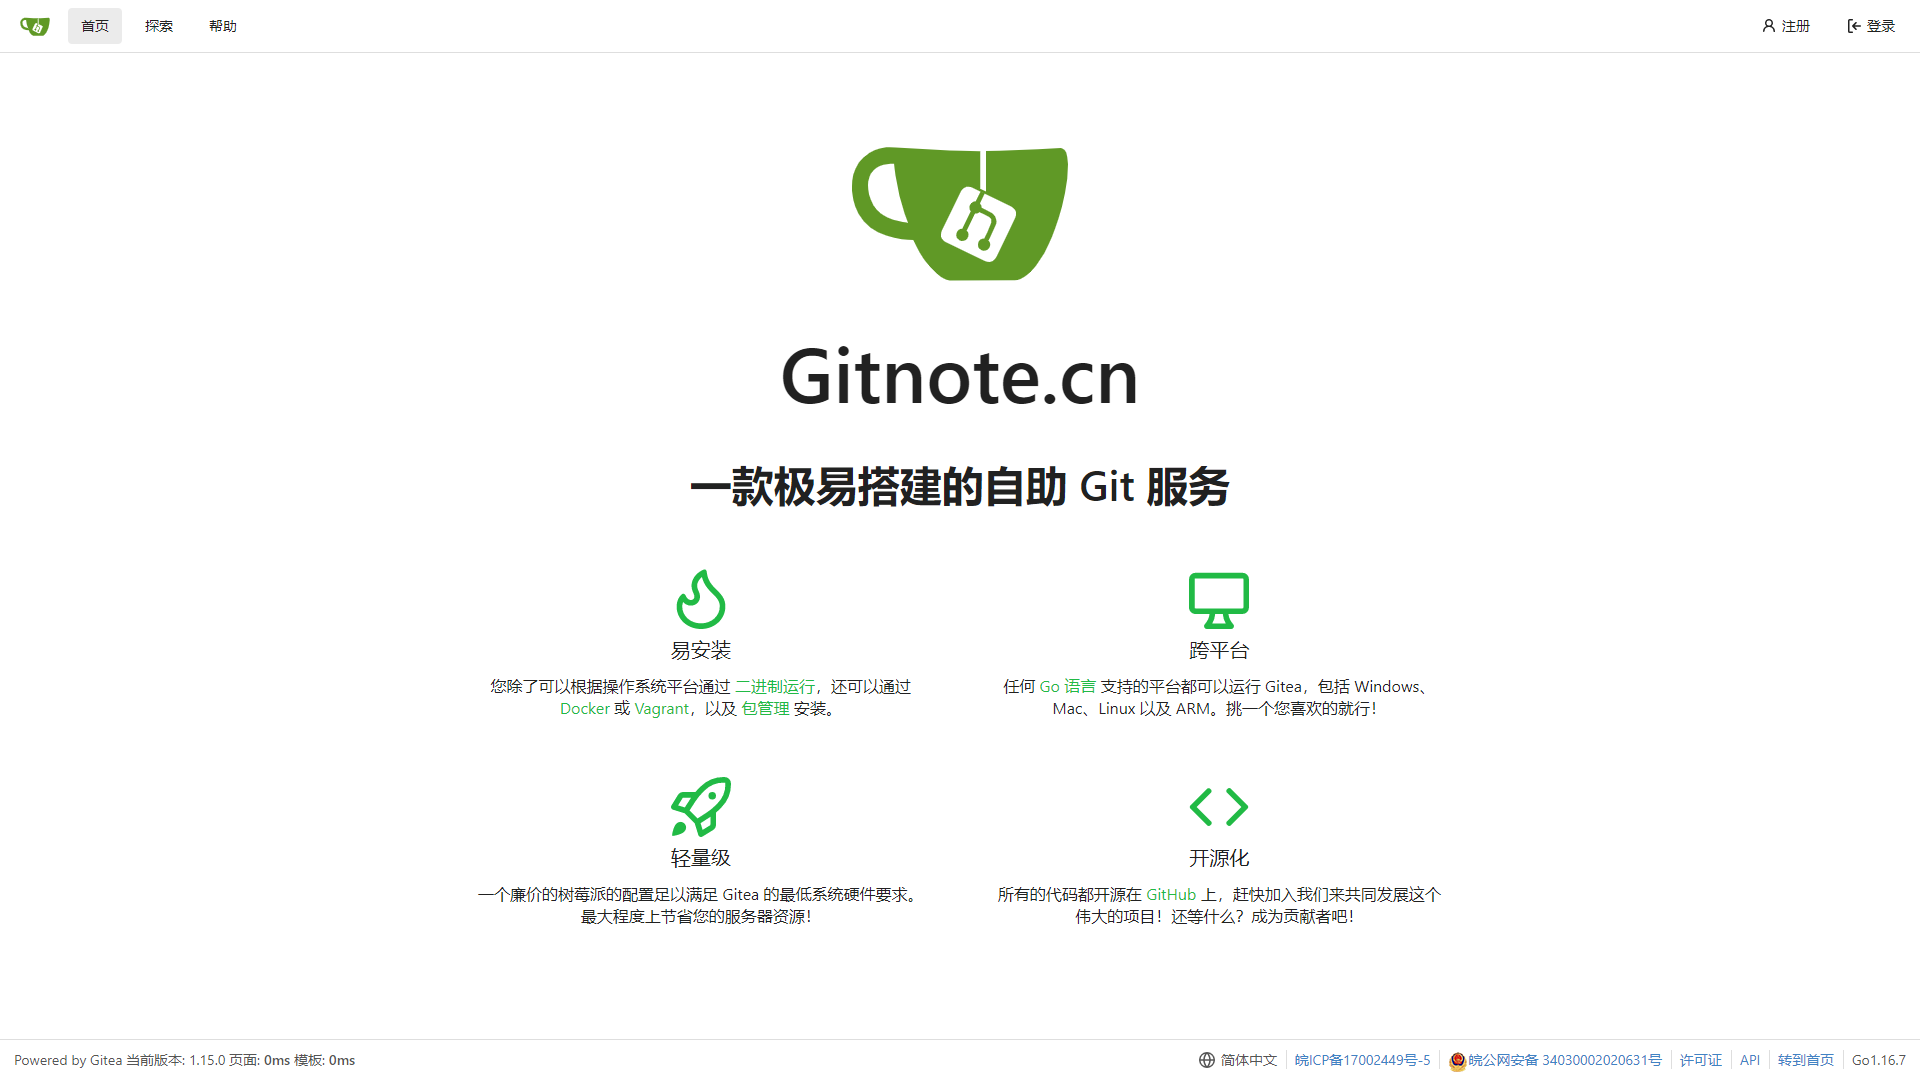 首页 探索 帮助 注册 登录
Gitnote.cn
一款极易搭建的自助 Git 服务
易安装
您除了可以根据操作系统平台通过 二进制运行，还可以通过
Docker 或 Vagrant，以及 包管理 安装。
跨平台
任何 Go 语言 支持的平台都可以运行 Gitea，包括 Windows、
Mac、Linux 以及 ARM。挑一个您喜欢的就行！
轻量级
一个廉价的树莓派的配置足以满足 Gitea 的最低系统硬件要求。
最大程度上节省您的服务器资源！
开源化
所有的代码都开源在 GitHub 上，赶快加入我们来共同发展这个
伟大的项目！还等什么？成为贡献者吧！
Powered by Gitea 当前版本: 1.15.0 页面: 0ms 模板: 0ms 简体中文 皖ICP备17002449号-5 皖公网安备 34030002020631号 许可证 API 转到首页 Go1.16.7